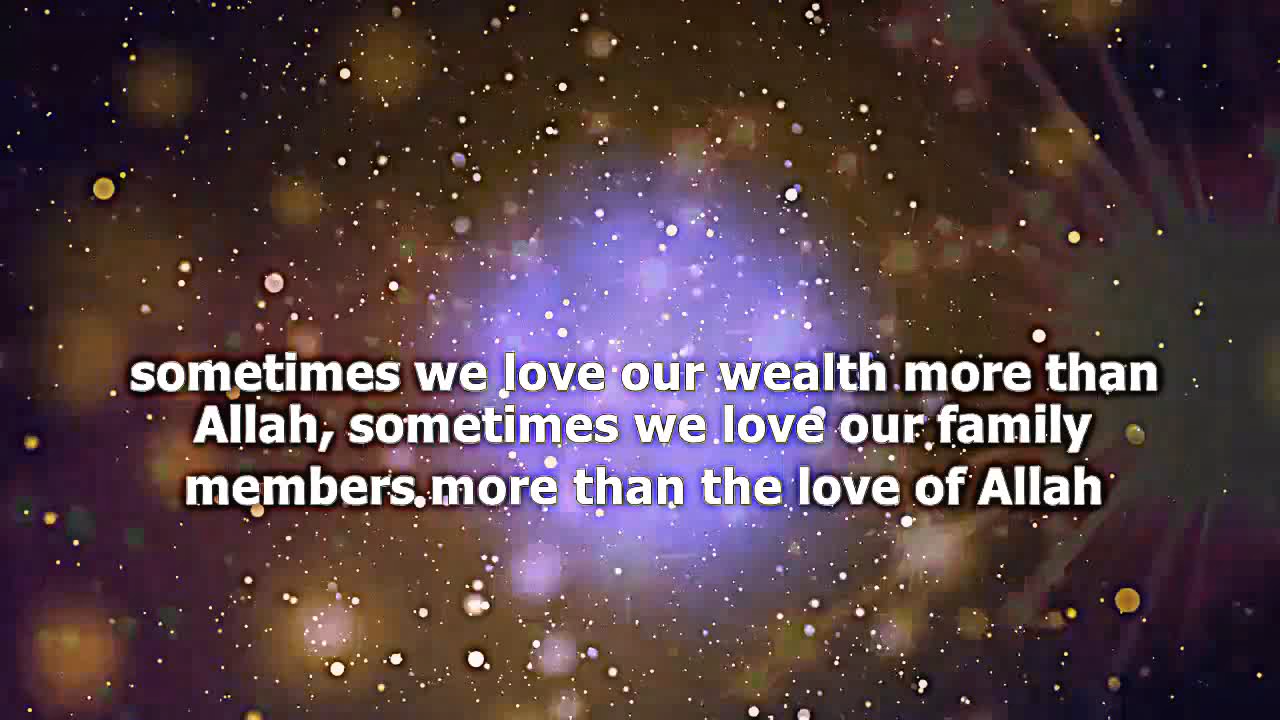 sometimes we love our wealth more than
Allah, sometimes we love our family
members more than the love of Allah